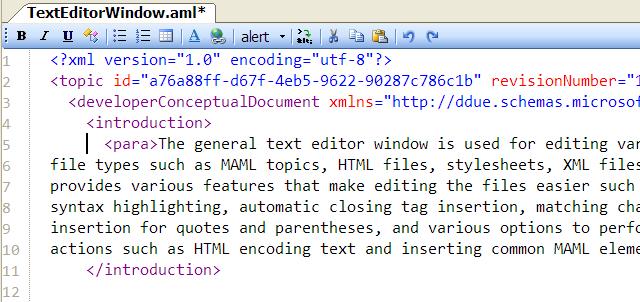 TextEditorWindow.aml*
B I U A alert
1 <?xml version="1.0" encoding="utf-8"?>
2 <topic id="a76a88ff-d67f-4eb5-9622-90287c786c1b" revisionNumber="1
3 <developerConceptualDocument xmlns="http://ddue.schemas.microsof
4 <introduction>
5 <para>The general text editor window is used for editing var
6 file types such as MAML topics, HTML files, stylesheets, XML files
7 provides various features that make editing the files easier such
8 syntax highlighting, automatic closing tag insertion, matching cha
9 insertion for quotes and parentheses, and various options to perfo
10 actions such as HTML encoding text and inserting common MAML eleme
11 </introduction>
12